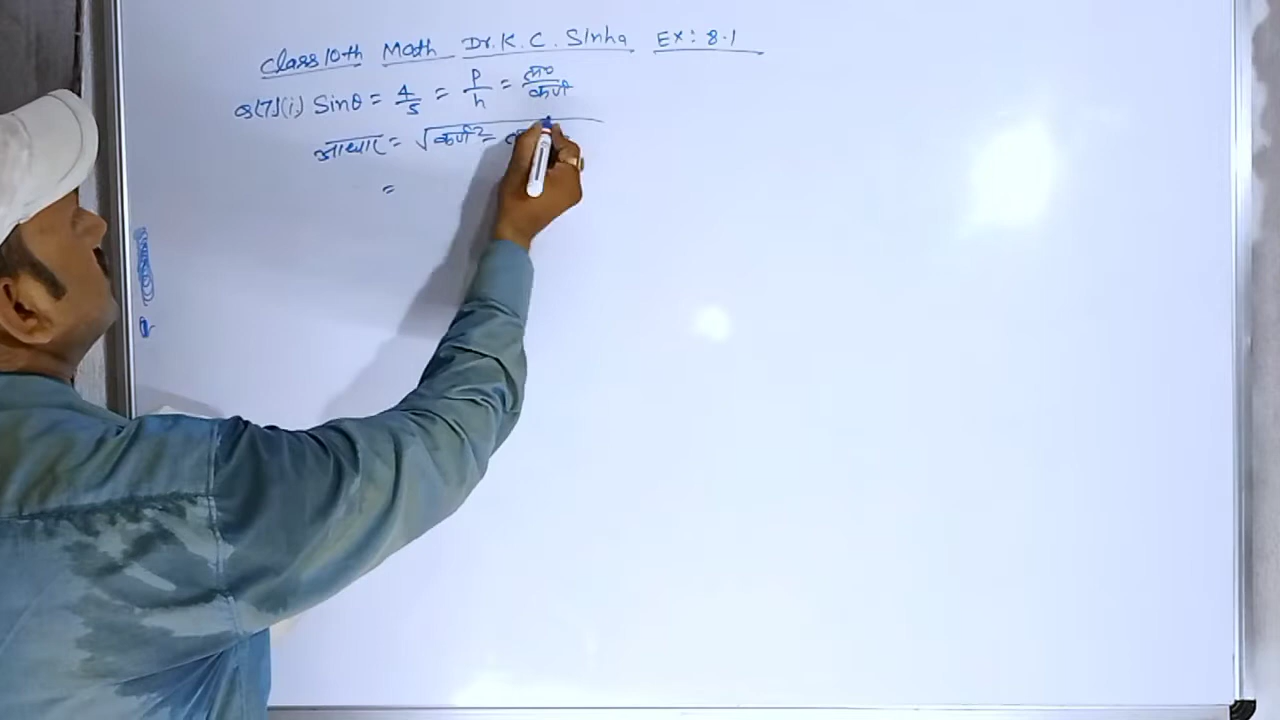 Class 10th Math Dr. K. C. Sinha Ex: 8.1
Q(7)(i) Sinθ = 4/5 = P/h = लम्ब/कर्ण
आधार = √कर्ण² -
=